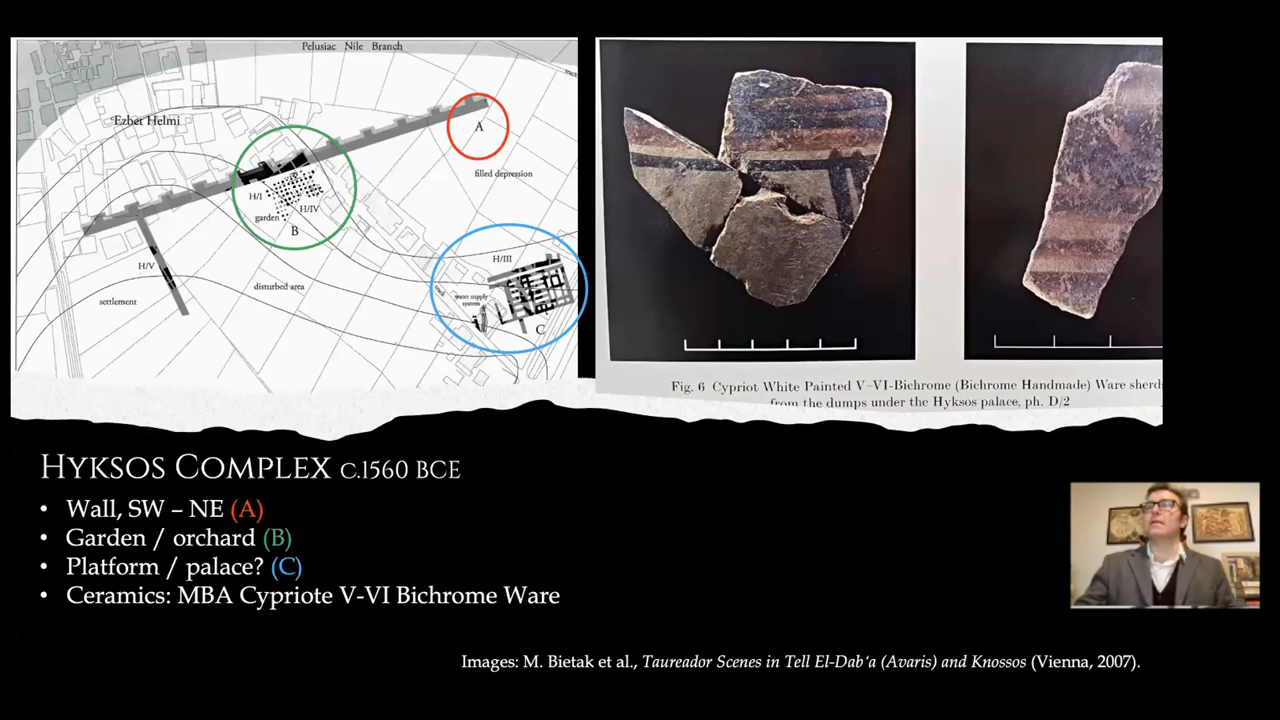 Pelusiac Nile Branch
track
Ezbet Helmi
A
filled depression
H/I
H/IV
garden
B
H/V
H/III
settlement
disturbed area
track
water supply
system
C
Fig. 6 Cypriot White Painted V–VI-Bichrome (Bichrome Handmade) Ware sherds
from the dumps under the Hyksos palace, ph. D/2
Hyksos Complex c.1560 BCE
• Wall, SW – NE (A)
• Garden / orchard (B)
• Platform / palace? (C)
• Ceramics: MBA Cypriote V-VI Bichrome Ware
Images: M. Bietak et al., Taureador Scenes in Tell El-Dab‘a (Avaris) and Knossos (Vienna, 2007).